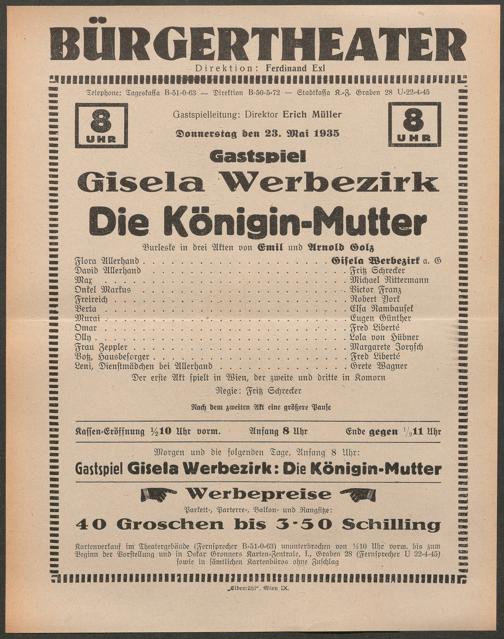 BÜRGERTHEATER
Direktion: Ferdinand Exl
Telephone: Tageskassa B-51-0-63 — Direktion B-50-5-72 — Stadtkassa K.-F. Graben 28 U-22-4-45
8 UHR
Gastspielleitung: Direktor Erich Müller
8 UHR
Donnerstag den 23. Mai 1935
Gastspiel
Gisela Werbezirk
Die Königin-Mutter
Burleske in drei Akten von Emil und Arnold Golz
Flora Allerhand Gisela Werbezirk a. G
David Allerhand Fritz Schrecker
Max Michael Rittermann
Onkel Markus Victor Franz
Freireich Robert York
Berta Elsa Rambausek
Murai Eugen Günther
Omar Fred Liberté
Olly Lola von Hübner
Frau Zeppler Margarete Zorysch
Botz, Hausbesorger Fred Liberté
Leni, Dienstmädchen bei Allerhand Grete Wagner
Der erste Akt spielt in Wien, der zweite und dritte in Komorn
Regie: Fritz Schrecker
Nach dem zweiten Akt eine größere Pause
Kassen-Eröffnung ½10 Uhr vorm. Anfang 8 Uhr Ende gegen ½11 Uhr
Morgen und die folgenden Tage, Anfang 8 Uhr:
Gastspiel Gisela Werbezirk: Die Königin-Mutter
Werbepreise
Parkett-, Parterre-, Balkon- und Rangsitze:
40 Groschen bis 3·50 Schilling
Kartenverkauf im Theatergebäude (Fernsprecher B-51-0-63) ununterbrochen von ½10 Uhr vorm. bis zum
Beginn der Vorstellung und in Oskar Gronners Karten-Zentrale, I., Graben 28 (Fernsprecher U 22-4-45)
sowie in sämtlichen Kartenbüros ohne Zuschlag
„Elbemühl“, Wien IX.